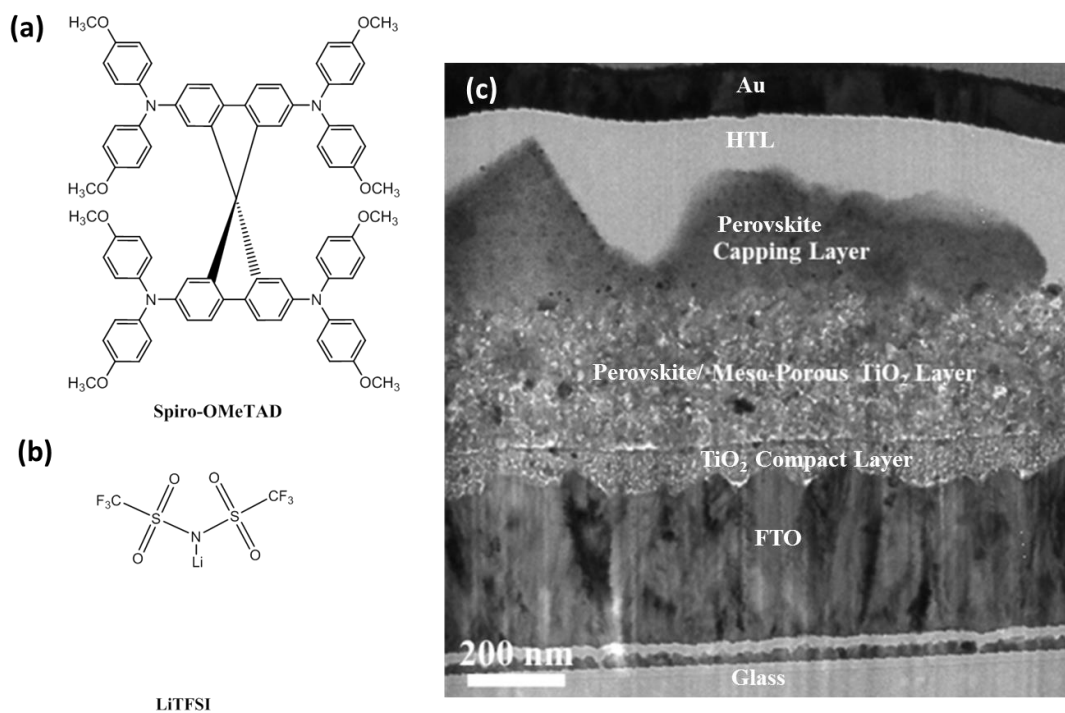 (a)
H₃CO OCH₃
N N
H₃CO OCH₃
H₃CO OCH₃
N N
H₃CO OCH₃
Spiro-OMeTAD
(b)
O O
F₃C CF₃
S S
N
O O
Li
LiTFSI
(c)
Au
HTL
Perovskite
Capping Layer
Perovskite/ Meso-Porous TiO₂ Layer
TiO₂ Compact Layer
FTO
200 nm
Glass